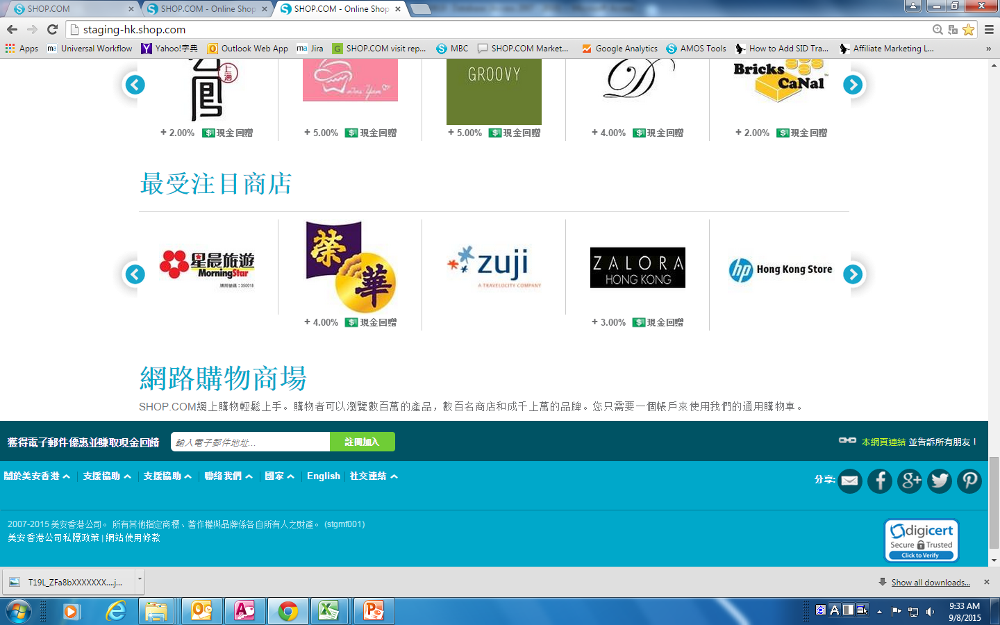 SHOP.COM
SHOP.COM - Online Shop
SHOP.COM - Online Shop
staging-hk.shop.com
Apps
ma Universal Workflow
Yahoo!字典
Outlook Web App
ma Jira
G SHOP.COM visit rep...
MBC
SHOP.COM Market...
Google Analytics
AMOS Tools
How to Add SID Tra...
Affiliate Marketing L...
»
上海
GROOVY
D
Bricks CaNal
+ 2.00% 現金回贈
+ 5.00% 現金回贈
+ 5.00% 現金回贈
+ 4.00% 現金回贈
+ 2.00% 現金回贈
最受注目商店
星晨旅遊
MorningStar
牌照號碼：350018
榮華
zuji
A TRAVELOCITY COMPANY
ZALORA
HONG KONG
hp Hong Kong Store
+ 4.00% 現金回贈
+ 3.00% 現金回贈
網路購物商場
SHOP.COM網上購物輕鬆上手。購物者可以瀏覽數百萬的產品，數百名商店和成千上萬的品牌。您只需要一個帳戶來使用我們的通用購物車。
獲得電子郵件優惠並賺取現金回饋
輸入電子郵件地址...
註冊加入
本網頁連結 並告訴所有朋友！
關於美安香港
支援協助
支援協助
聯絡我們
國家
English
社交連結
分享:
2007-2015 美安香港公司。 所有其他指定商標、著作權與品牌係各自所有人之財產。 (stgmf001)
美安香港公司私隱政策 | 網站使用條款
digicert
Secure Trusted
Click to Verify
T19L_ZFa8bXXXXXXX....j...
Show all downloads...
倉 A
9:33 AM
9/8/2015